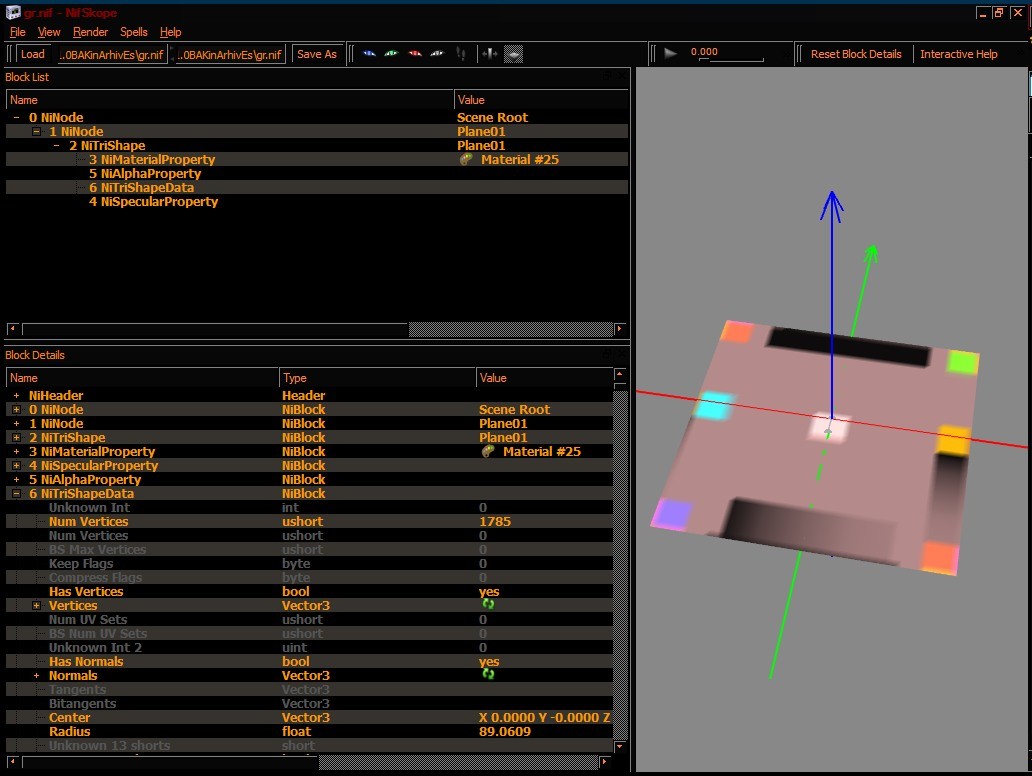 gr.nif - NifSkope
File View Render Spells Help
Load ..0BAKinArhivEs\gr.nif ..0BAKinArhivEs\gr.nif Save As 0.000 Reset Block Details Interactive Help
Block List
Name Value
0 NiNode Scene Root
1 NiNode Plane01
2 NiTriShape Plane01
3 NiMaterialProperty Material #25
5 NiAlphaProperty
6 NiTriShapeData
4 NiSpecularProperty
Block Details
Name Type Value
NiHeader Header
0 NiNode NiBlock Scene Root
1 NiNode NiBlock Plane01
2 NiTriShape NiBlock Plane01
3 NiMaterialProperty NiBlock Material #25
4 NiSpecularProperty NiBlock
5 NiAlphaProperty NiBlock
6 NiTriShapeData NiBlock
Unknown Int int 0
Num Vertices ushort 1785
Num Vertices ushort 0
BS Max Vertices ushort 0
Keep Flags byte 0
Compress Flags byte 0
Has Vertices bool yes
Vertices Vector3
Num UV Sets ushort 0
BS Num UV Sets ushort 0
Unknown Int 2 uint 0
Has Normals bool yes
Normals Vector3
Tangents Vector3
Bitangents Vector3
Center Vector3 X 0.0000 Y -0.0000 Z
Radius float 89.0609
Unknown 13 shorts short 0